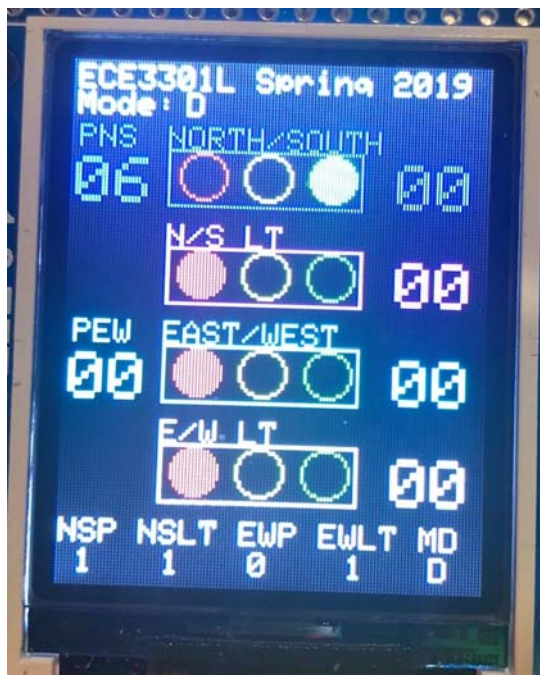 ECE3301L Spring 2019
Mode: D
PNS NORTH/SOUTH
06 00
N/S LT
00
PEW EAST/WEST
00 00
E/W LT
00
NSP NSLT EWP EWLT MD
1 1 0 1 D